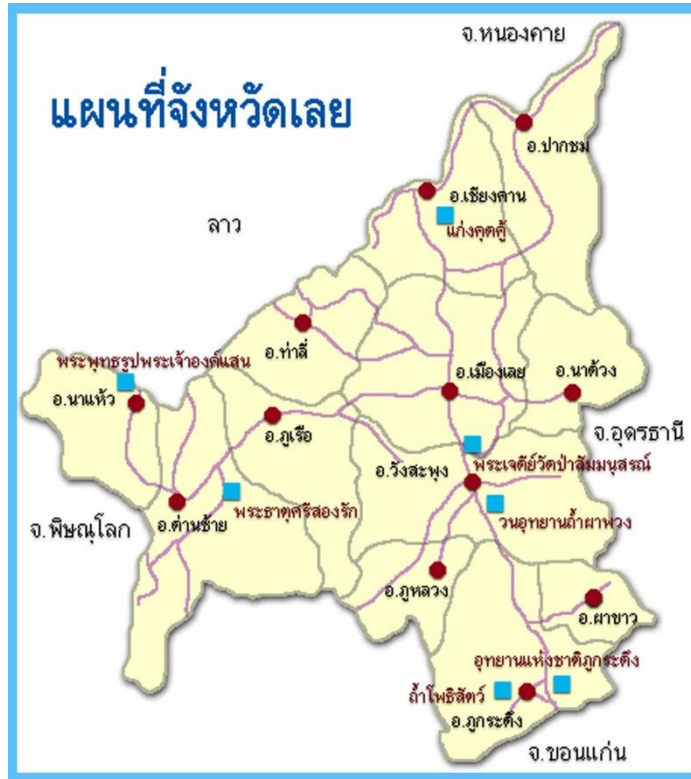 จ.หนองคาย
แผนที่จังหวัดเลย
อ.ปากชม
อ.เชียงคาน
ลาว
แก่งคุดคู้
อ.ท่าลี่
พระพุทธรูปพระเจ้าองค์แสน
อ.เมืองเลย
อ.นาด้วง
อ.นาแห้ว
อ.ภูเรือ
จ.อุดรธานี
อ.วังสะพุง
พระเจดีย์วัดป่าสัมมนุสรณ์
พระธาตุศรีสองรัก
อ.ด่านซ้าย
วนอุทยานถ้ำผาพวง
จ.พิษณุโลก
อ.ภูหลวง
อ.ผาขาว
อุทยานแห่งชาติภูกระดึง
ถ้ำโพธิสัตว์
อ.ภูกระดึง
จ.ขอนแก่น